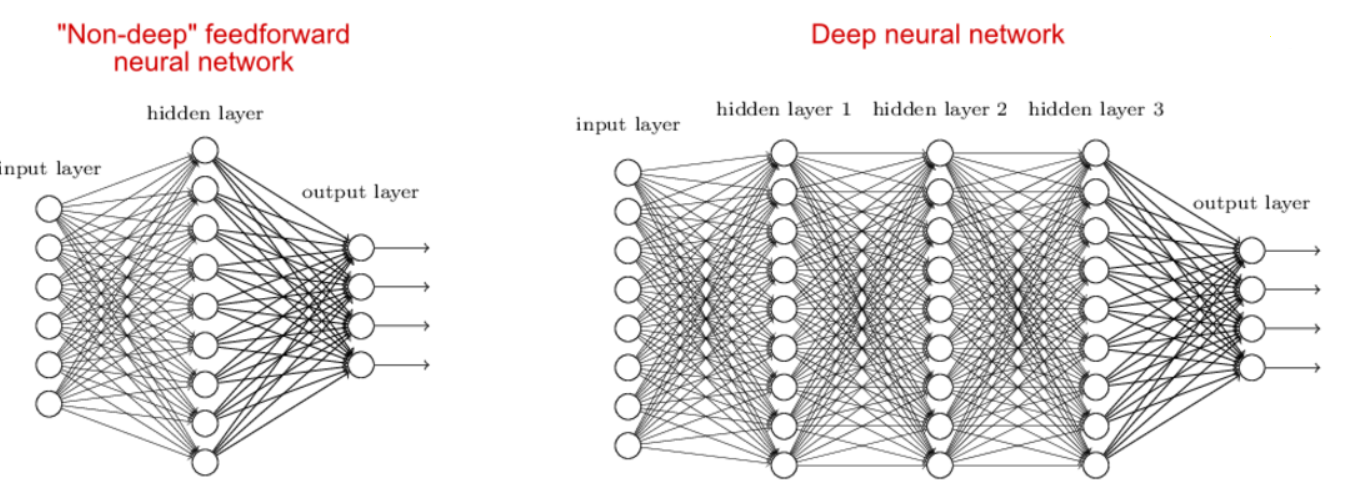 "Non-deep" feedforward
neural network
hidden layer
input layer
output layer
Deep neural network
hidden layer 1 hidden layer 2 hidden layer 3
input layer
output layer